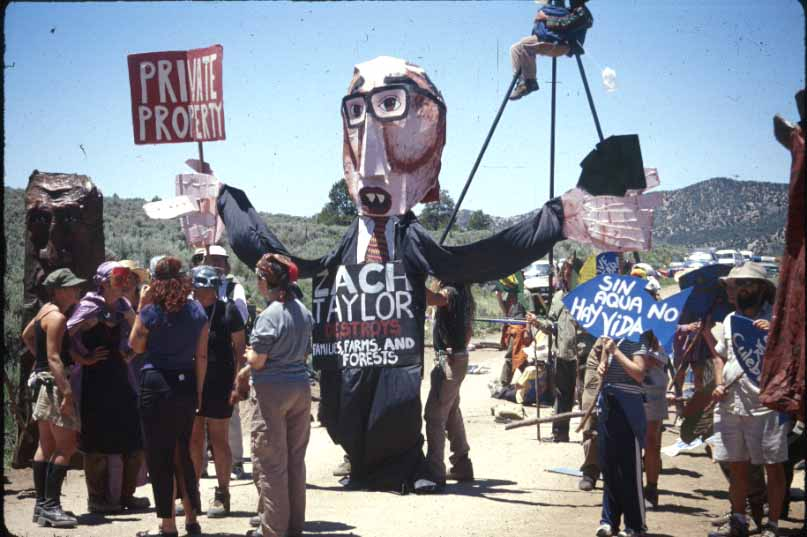 PRIVATE
PROPERTY
ZACH
TAYLOR
DESTROYS
FAMILIES, FARMS, AND
FORESTS
SIN
AQUA NO
HAY VIDA